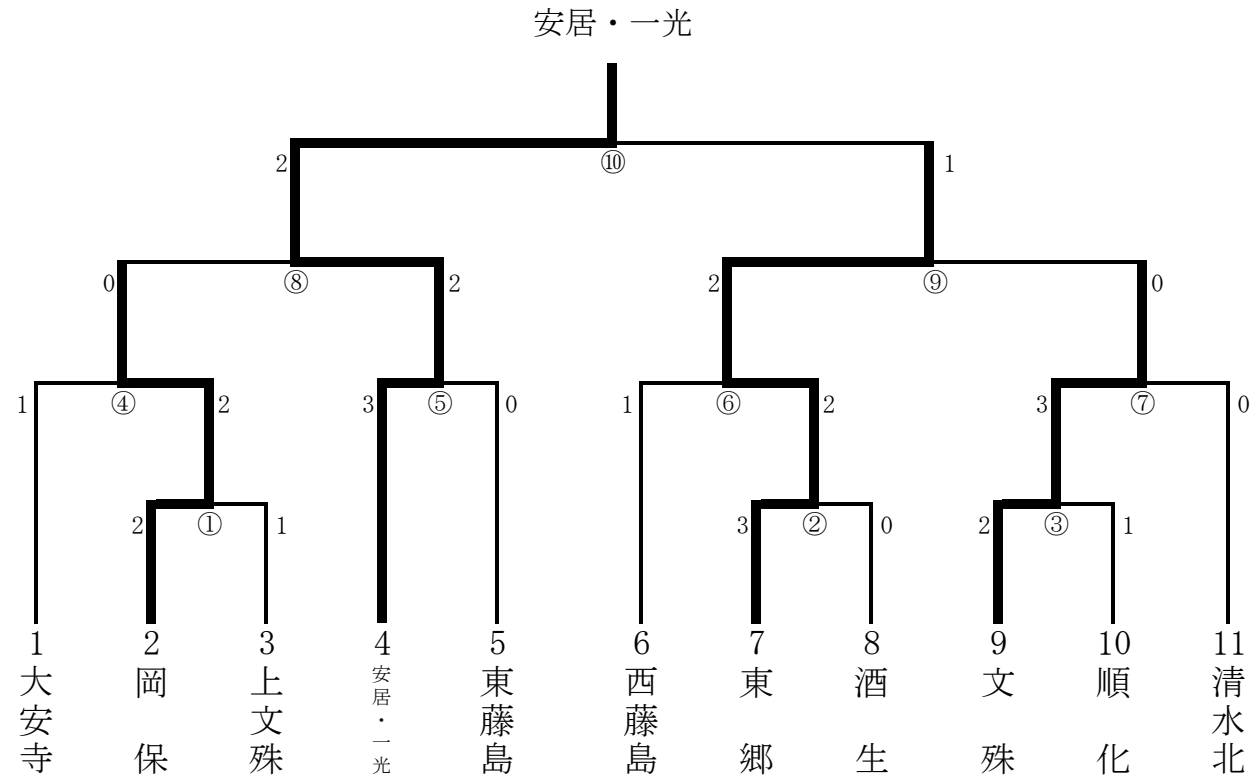 安居・一光
2 ⑩ 1
0 ⑧ 2 2 ⑨ 0
1 ④ 2 3 ⑤ 0 1 ⑥ 2 3 ⑦ 0
2 ① 1 3 ② 0 2 ③ 1
1 2 3 4 5 6 7 8 9 10 11
大安寺
岡保
上文殊
安居・一光
東藤島
西藤島
東郷
酒生
文殊
順化
清水北